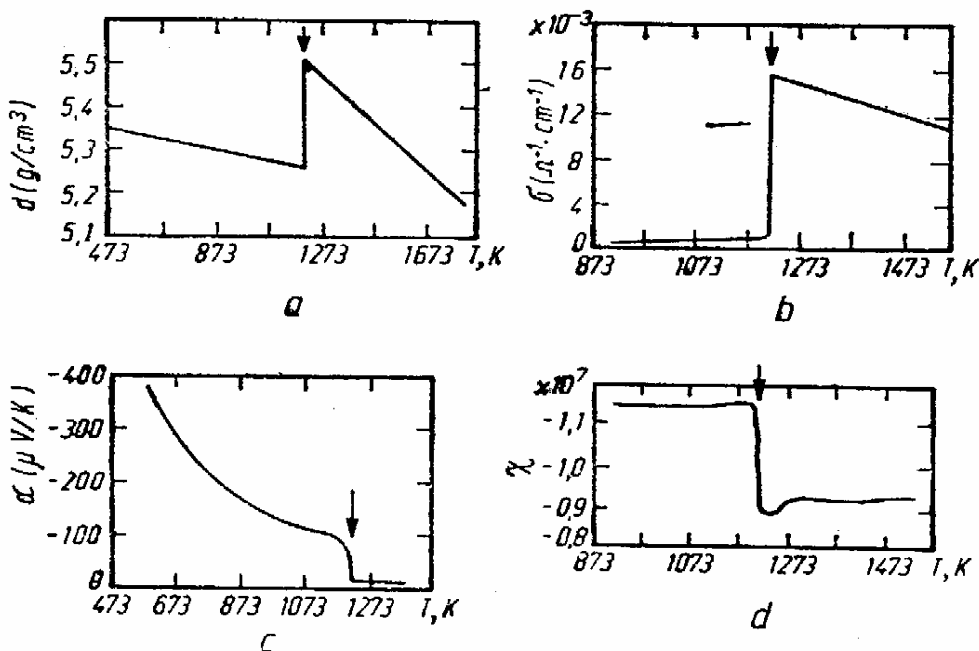 d (g/cm³)
5,5
5,4
5,3
5,2
5,1
473 873 1273 1673 T, K
a
×10⁻³
б(Ω⁻¹· cm⁻¹)
16
12
8
4
0
873 1073 1273 1473 T, K
b
α (μV/K)
-400
-300
-200
-100
0
473 673 873 1073 1273 T, K
c
×10⁷
χ
-1,1
-1,0
-0,9
-0,8
873 1073 1273 1473 T, K
d